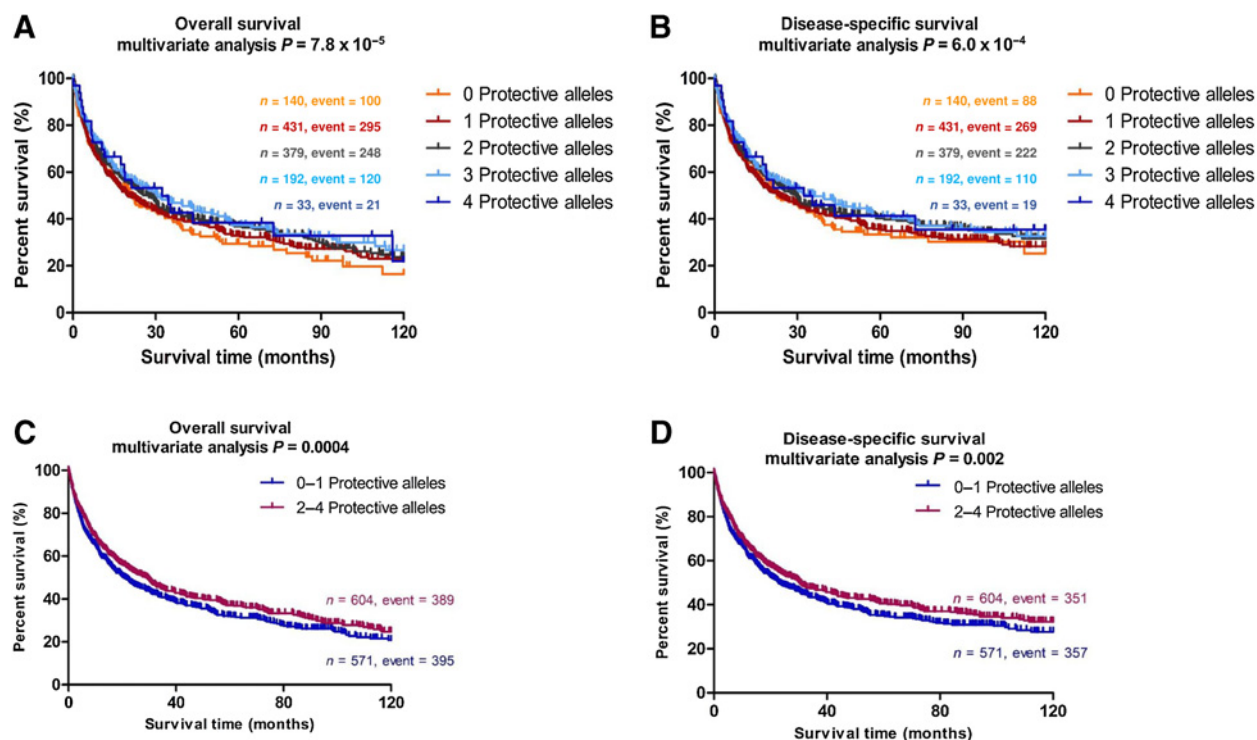 A
Overall survival
multivariate analysis P = 7.8 x 10⁻⁵
Percent survival (%)
100
80
60
40
20
0
0 30 60 90 120
Survival time (months)
n = 140, event = 100
n = 431, event = 295
n = 379, event = 248
n = 192, event = 120
n = 33, event = 21
0 Protective alleles
1 Protective alleles
2 Protective alleles
3 Protective alleles
4 Protective alleles
B
Disease-specific survival
multivariate analysis P = 6.0 x 10⁻⁴
Percent survival (%)
100
80
60
40
20
0
0 30 60 90 120
Survival time (months)
n = 140, event = 88
n = 431, event = 269
n = 379, event = 222
n = 192, event = 110
n = 33, event = 19
0 Protective alleles
1 Protective alleles
2 Protective alleles
3 Protective alleles
4 Protective alleles
C
Overall survival
multivariate analysis P = 0.0004
0–1 Protective alleles
2–4 Protective alleles
Percent survival (%)
100
80
60
40
20
0
0 40 80 120
Survival time (months)
n = 604, event = 389
n = 571, event = 395
D
Disease-specific survival
multivariate analysis P = 0.002
0–1 Protective alleles
2–4 Protective alleles
Percent survival (%)
100
80
60
40
20
0
0 40 80 120
Survival time (months)
n = 604, event = 351
n = 571, event = 357